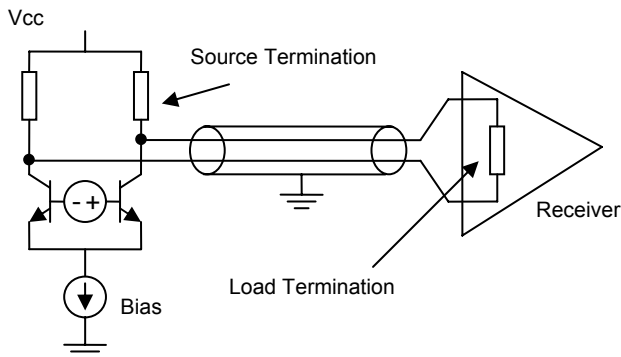 Vcc
Source Termination
- +
Receiver
Load Termination
Bias